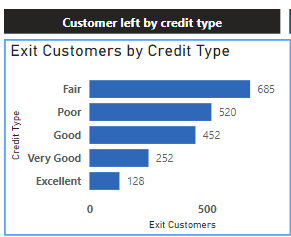 Customer left by credit type
Exit Customers by Credit Type
Credit Type
Fair 685
Poor 520
Good 452
Very Good 252
Excellent 128
0 500
Exit Customers